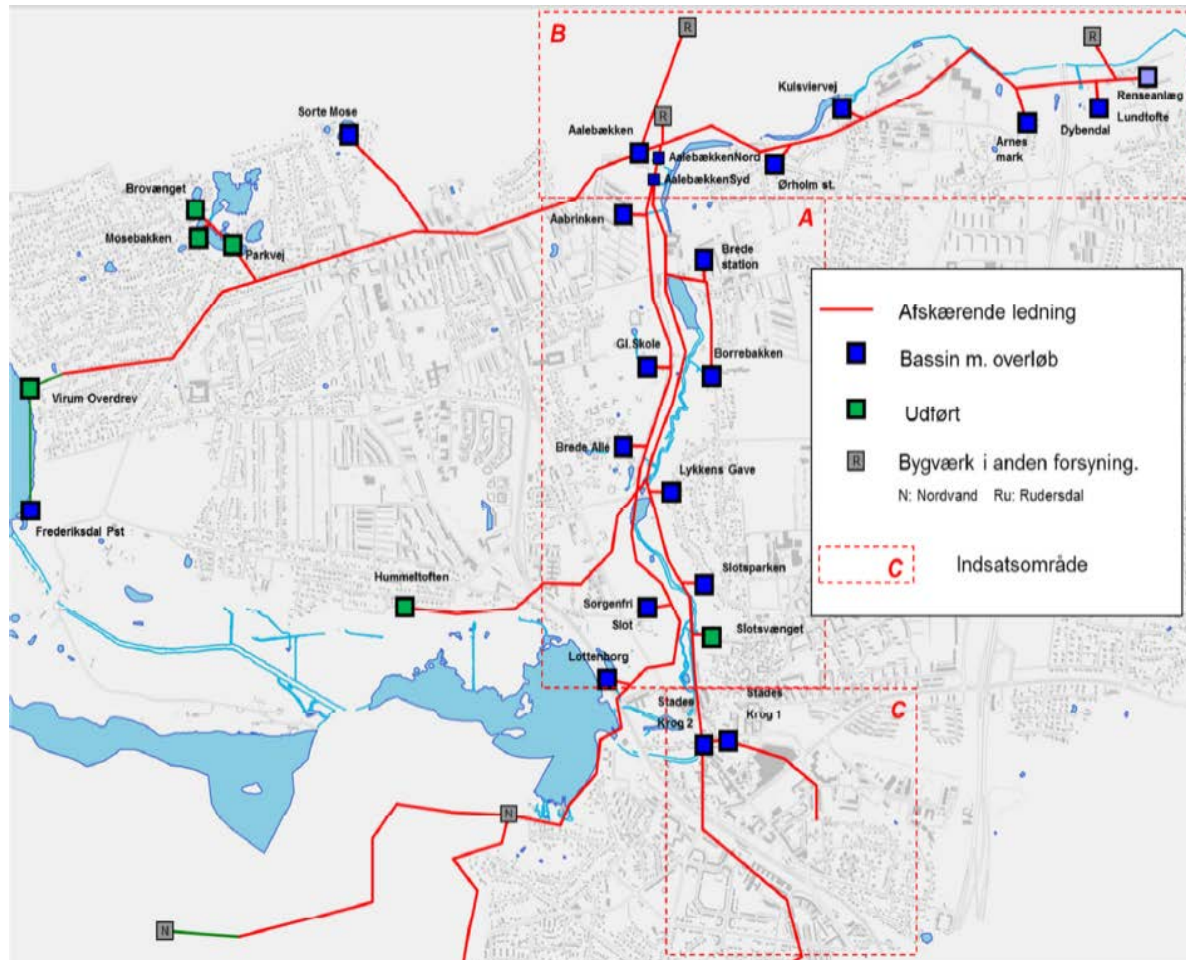 B
R
R
Kulsviervej
Renseanlæg
Lundtofte
Sorte Mose
Aalebækken
R
AalebækkenNord
Ørholm st.
Arnes
mark
Dybendal
AalebækkenSyd
Brovænget
Mosebakken
Parkvej
Aabrinken
A
Brede
station
Gl.Skole
Borrebakken
Virum Overdrev
Brede Alle
Lykkens Gave
Frederiksdal Pst
Hummeltoften
Slotsparken
Sorgenfri
Slot
Slotsvænget
Lottenborg
Stades
Krog 2
Stades
Krog 1
C
N
N
Afskærende ledning
Bassin m. overløb
Udført
R
Bygværk i anden forsyning.
N: Nordvand Ru: Rudersdal
C
Indsatsområde